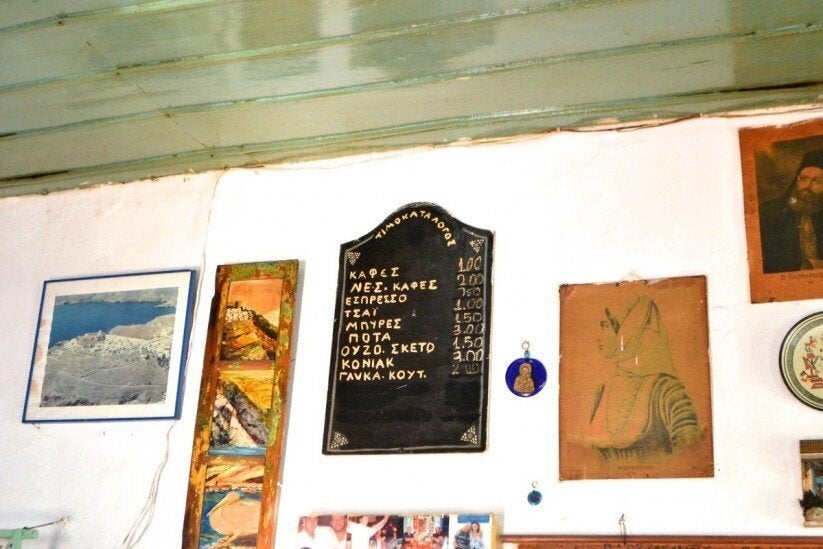 ΤΙΜΟΚΑΤΑΛΟΓΟΣ
ΚΑΦΕΣ 1.00
ΝΕΣ. ΚΑΦΕΣ 2.00
ΕΣΠΡΕΣΣΟ
ΤΣΑΪ 1.00
ΜΠΥΡΕΣ 1.50
ΠΟΤΑ 3.00
ΟΥΖΟ. ΣΚΕΤΟ 1.50
ΚΟΝΙΑΚ 3.00
ΓΛΥΚΑ. ΚΟΥΤ.